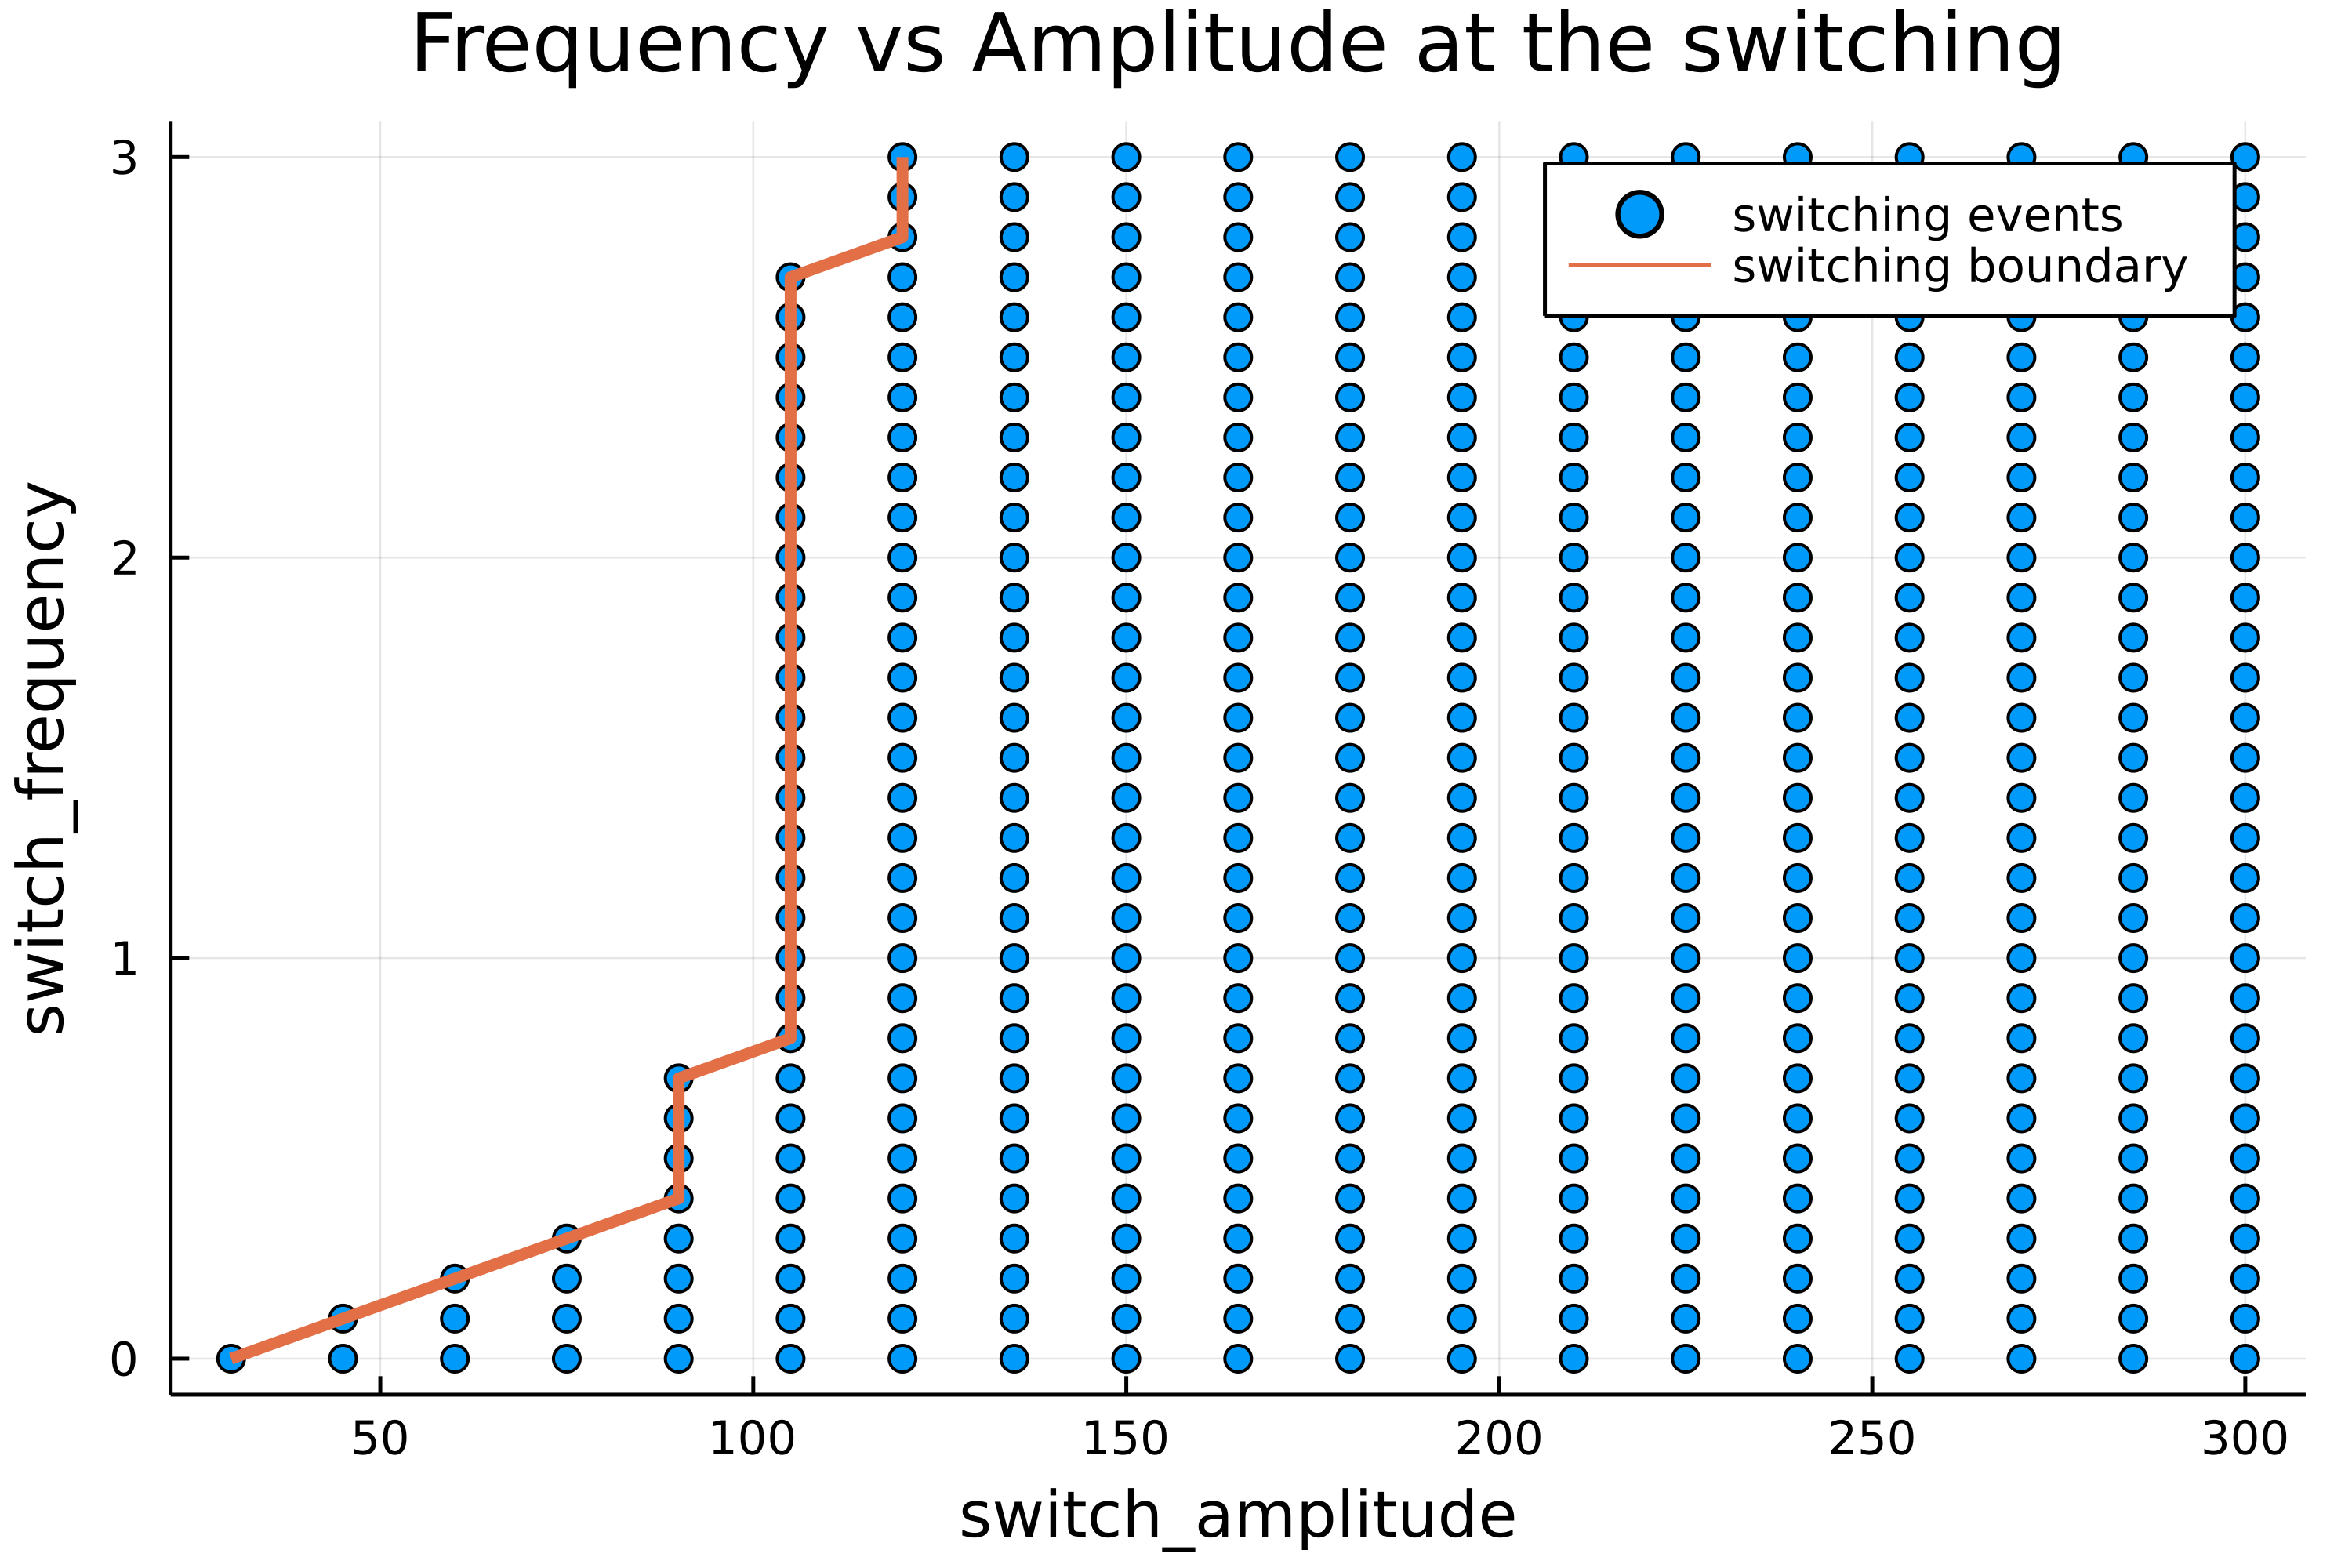 Frequency vs Amplitude at the switching
switching events
switching boundary
switch_frequency
3
2
1
0
50 100 150 200 250 300
switch_amplitude